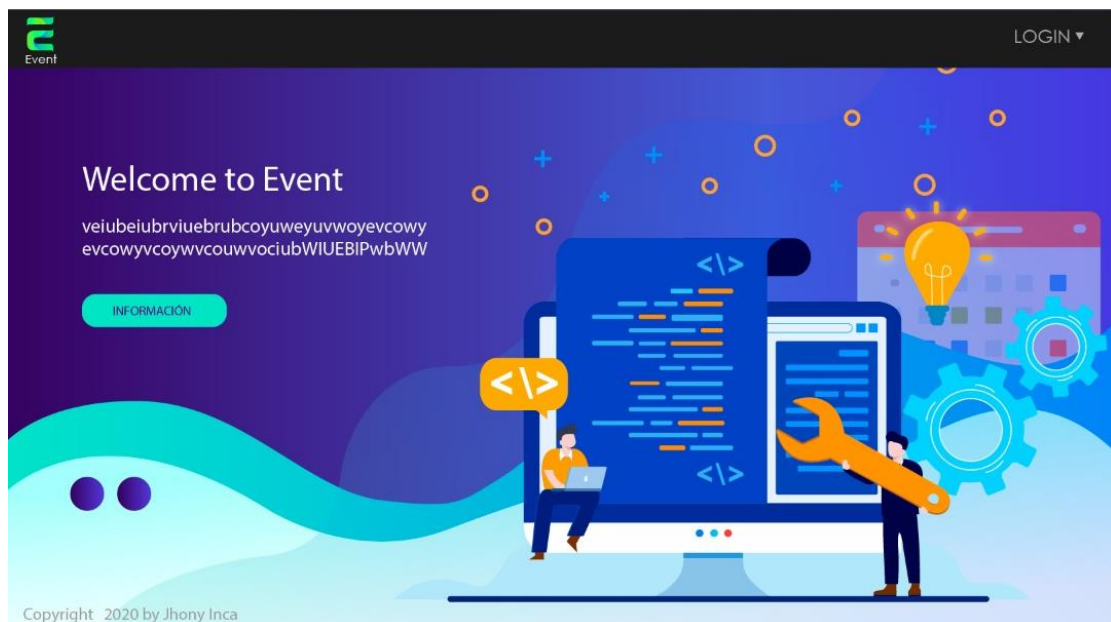 Event
LOGIN ▼
Welcome to Event
veiubeiubrviuebrubcoyuweyuvwoyevcowy
evcowyvcoywvcouwvociubWIUEBIPwbWW
INFORMACIÓN
<\>
<\>
<\>
Copyright 2020 by Jhony Inca